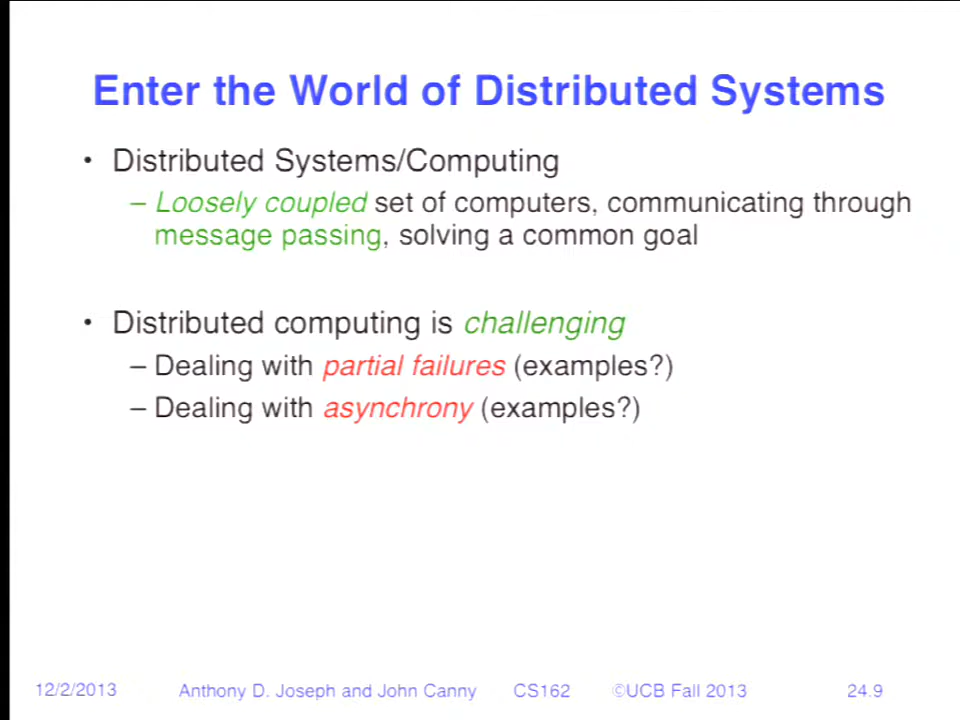 Enter the World of Distributed Systems
• Distributed Systems/Computing
– Loosely coupled set of computers, communicating through
message passing, solving a common goal
• Distributed computing is challenging
– Dealing with partial failures (examples?)
– Dealing with asynchrony (examples?)
12/2/2013 Anthony D. Joseph and John Canny CS162 ©UCB Fall 2013 24.9